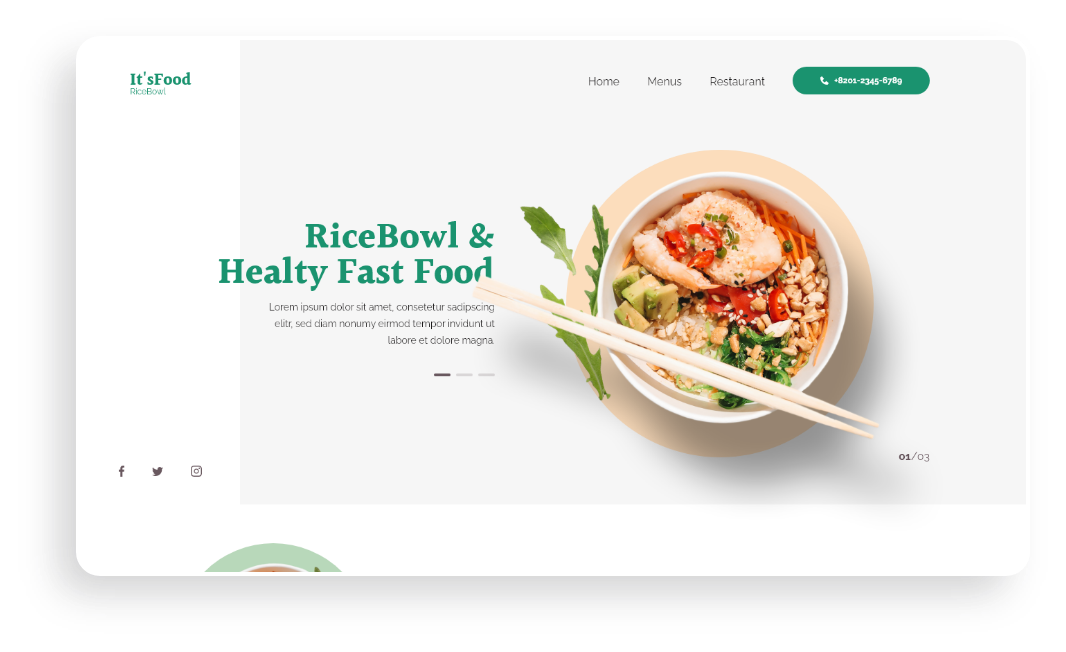 It'sFood
RiceBowl
Home Menus Restaurant +8201-2345-6789
RiceBowl &
Healty Fast Food
Lorem ipsum dolor sit amet, consetetur sadipscing
elitr, sed diam nonumy eirmod tempor invidunt ut
labore et dolore magna.
01/03